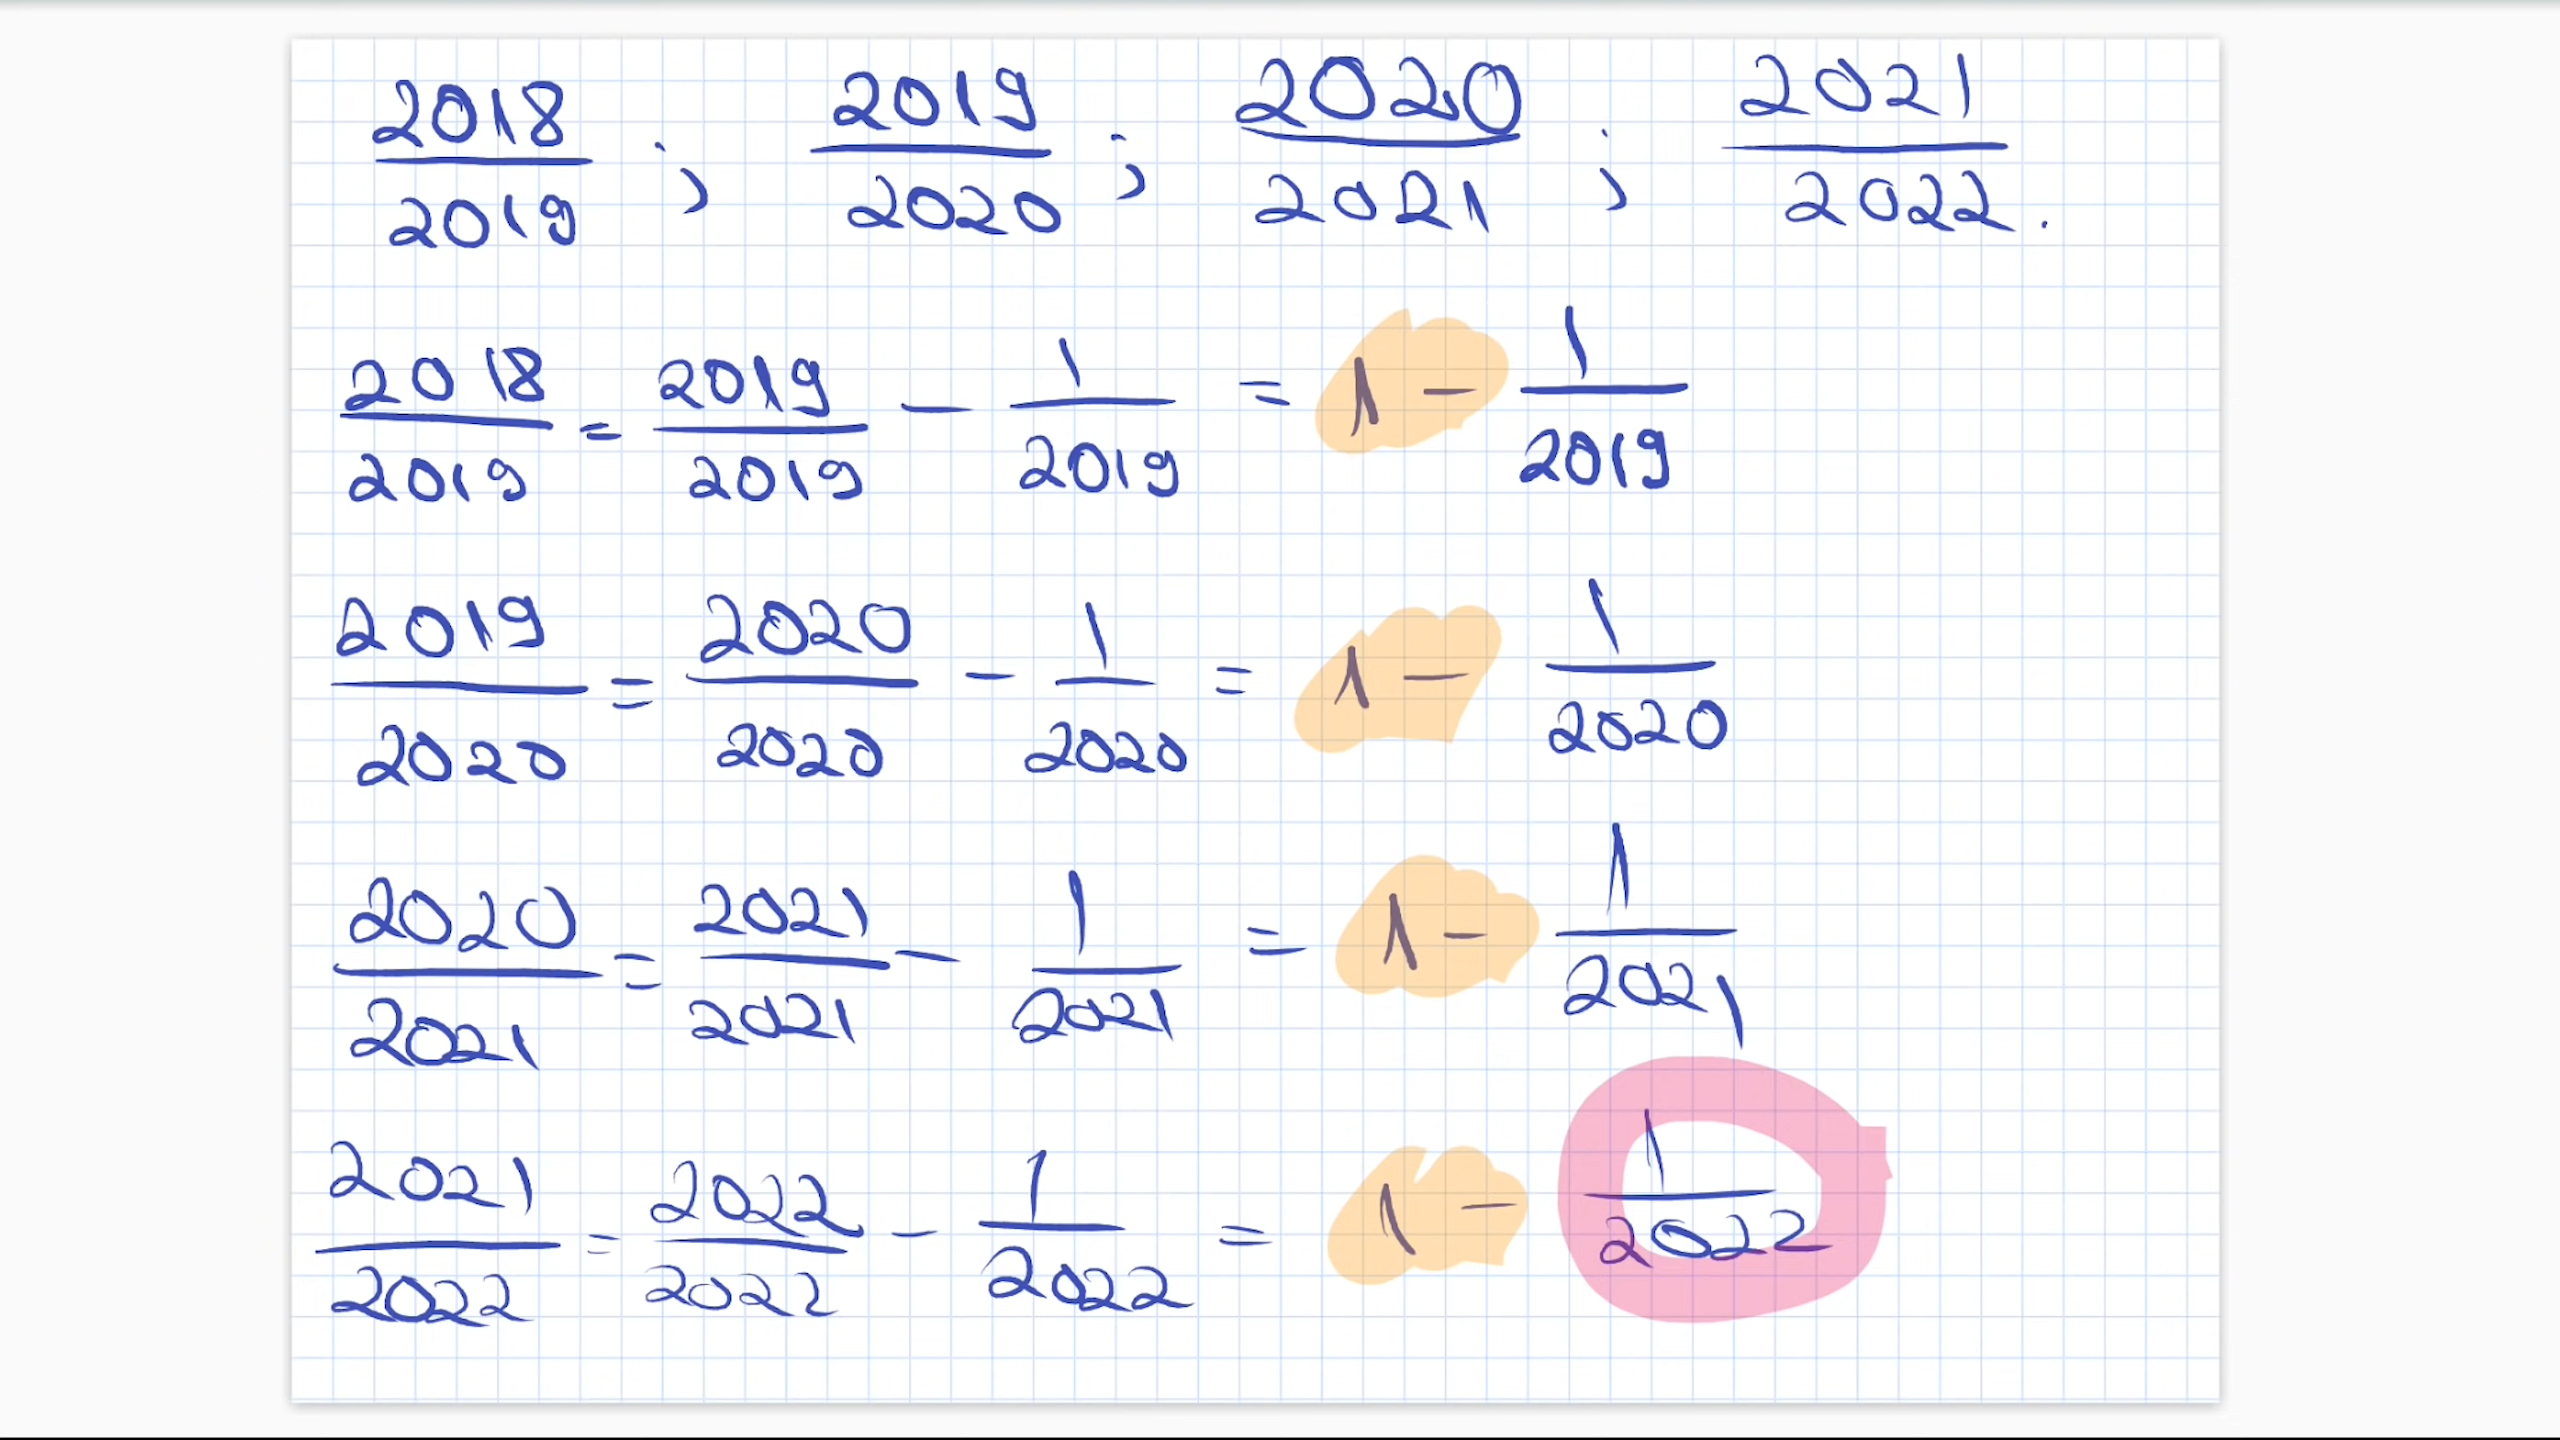 2018/2019 ; 2019/2020 ; 2020/2021 ; 2021/2022.
2018/2019 = 2019/2019 - 1/2019 = 1 - 1/2019
2019/2020 = 2020/2020 - 1/2020 = 1 - 1/2020
2020/2021 = 2021/2021 - 1/2021 = 1 - 1/2021
2021/2022 = 2022/2022 - 1/2022 = 1 - 1/2022